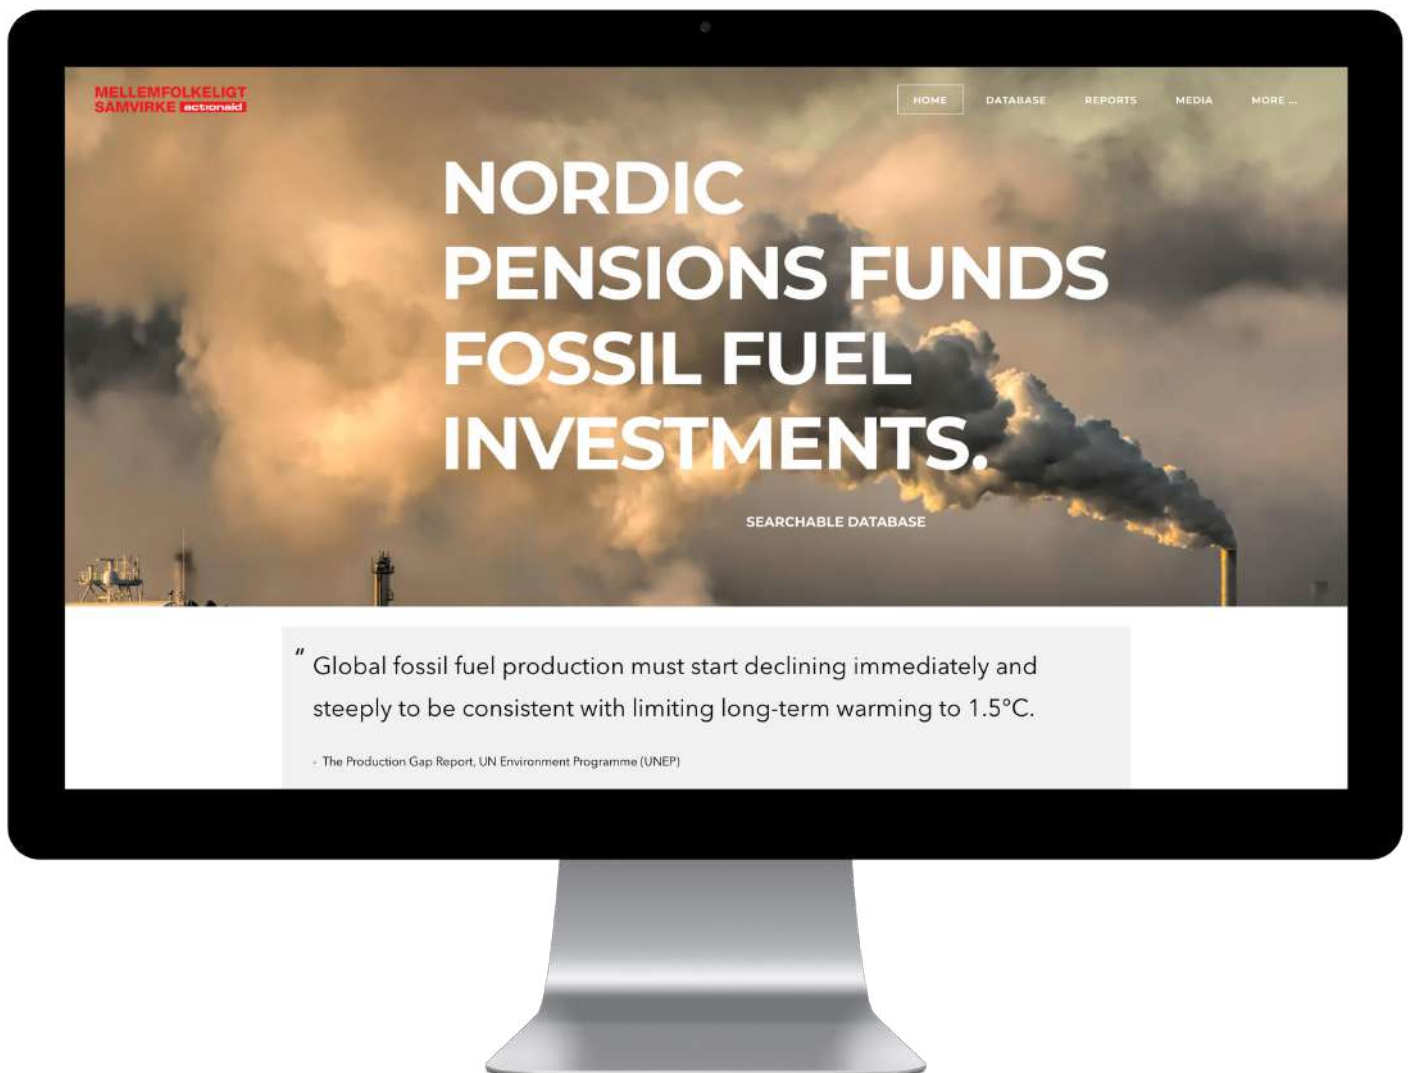 MELLEMFOLKELIGT
SAMVIRKE actionaid
HOME DATABASE REPORTS MEDIA MORE ...
NORDIC
PENSIONS FUNDS
FOSSIL FUEL
INVESTMENTS.
SEARCHABLE DATABASE
" Global fossil fuel production must start declining immediately and
steeply to be consistent with limiting long-term warming to 1.5°C.
- The Production Gap Report, UN Environment Programme (UNEP)